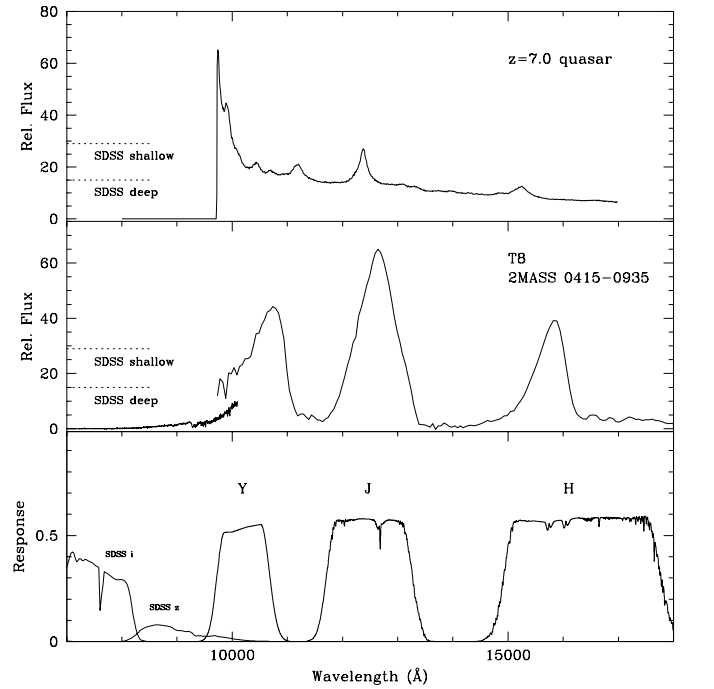 80
60
40
20
0
Rel. Flux
z=7.0 quasar
SDSS shallow
SDSS deep
60
40
20
0
Rel. Flux
T8
2MASS 0415−0935
SDSS shallow
SDSS deep
0.5
0
Response
Y
J
H
SDSS i
SDSS z
10000
15000
Wavelength (Å)